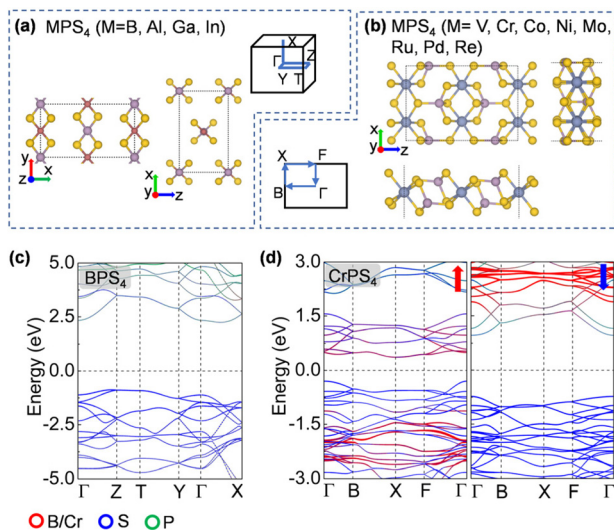 (a) MPS₄ (M=B, Al, Ga, In)
X
Z
Γ
Y T
y
z x
x
y z
(b) MPS₄ (M= V, Cr, Co, Ni, Mo,
Ru, Pd, Re)
x
y z
X F
B Γ
y
x z
(c)
BPS₄
Energy (eV)
5.0
2.5
0.0
-2.5
-5.0
Γ Z T Y Γ X
(d)
CrPS₄
Energy (eV)
3.0
1.5
0.0
-1.5
-3.0
Γ B X F Γ
Γ B X F Γ
B/Cr S P